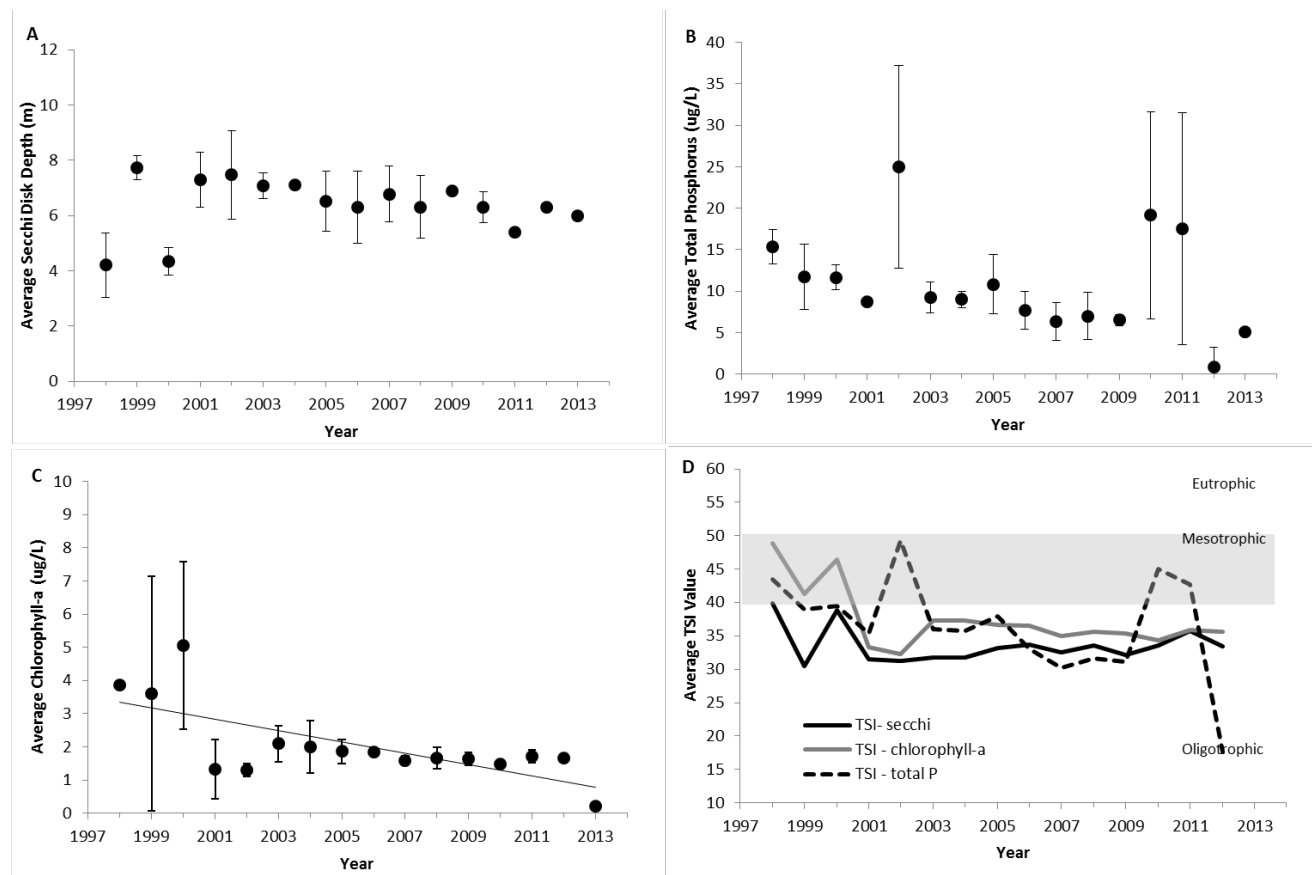 A
Average Secchi Disk Depth (m)
12
10
8
6
4
2
0
1997 1999 2001 2003 2005 2007 2009 2011 2013
Year
B
Average Total Phosphorus (ug/L)
40
35
30
25
20
15
10
5
0
1997 1999 2001 2003 2005 2007 2009 2011 2013
Year
C
Average Chlorophyll-a (ug/L)
10
9
8
7
6
5
4
3
2
1
0
1997 1999 2001 2003 2005 2007 2009 2011 2013
Year
D
Average TSI Value
60
55
50
45
40
35
30
25
20
15
10
Eutrophic
Mesotrophic
Oligotrophic
TSI- secchi
TSI - chlorophyll-a
TSI - total P
1997 1999 2001 2003 2005 2007 2009 2011 2013
Year